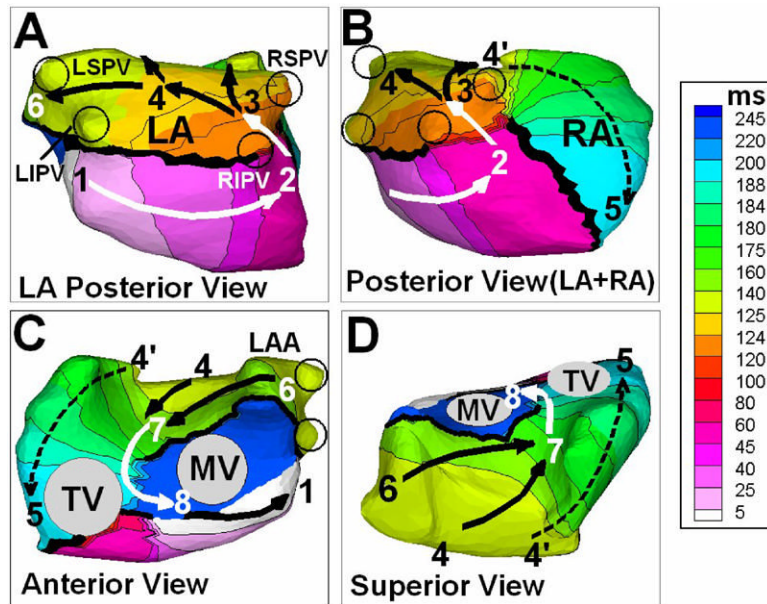 A
LSPV
RSPV
6
4
3
LA
LIPV
1
RIPV
2
LA Posterior View
B
4'
4
3
RA
2
5
Posterior View(LA+RA)
C
4'
4
LAA
6
7
5
TV
8
MV
1
Anterior View
D
MV
8
TV
5
7
6
4
4'
Superior View
ms
245
220
200
188
184
175
160
140
125
124
120
100
80
60
45
40
25
5